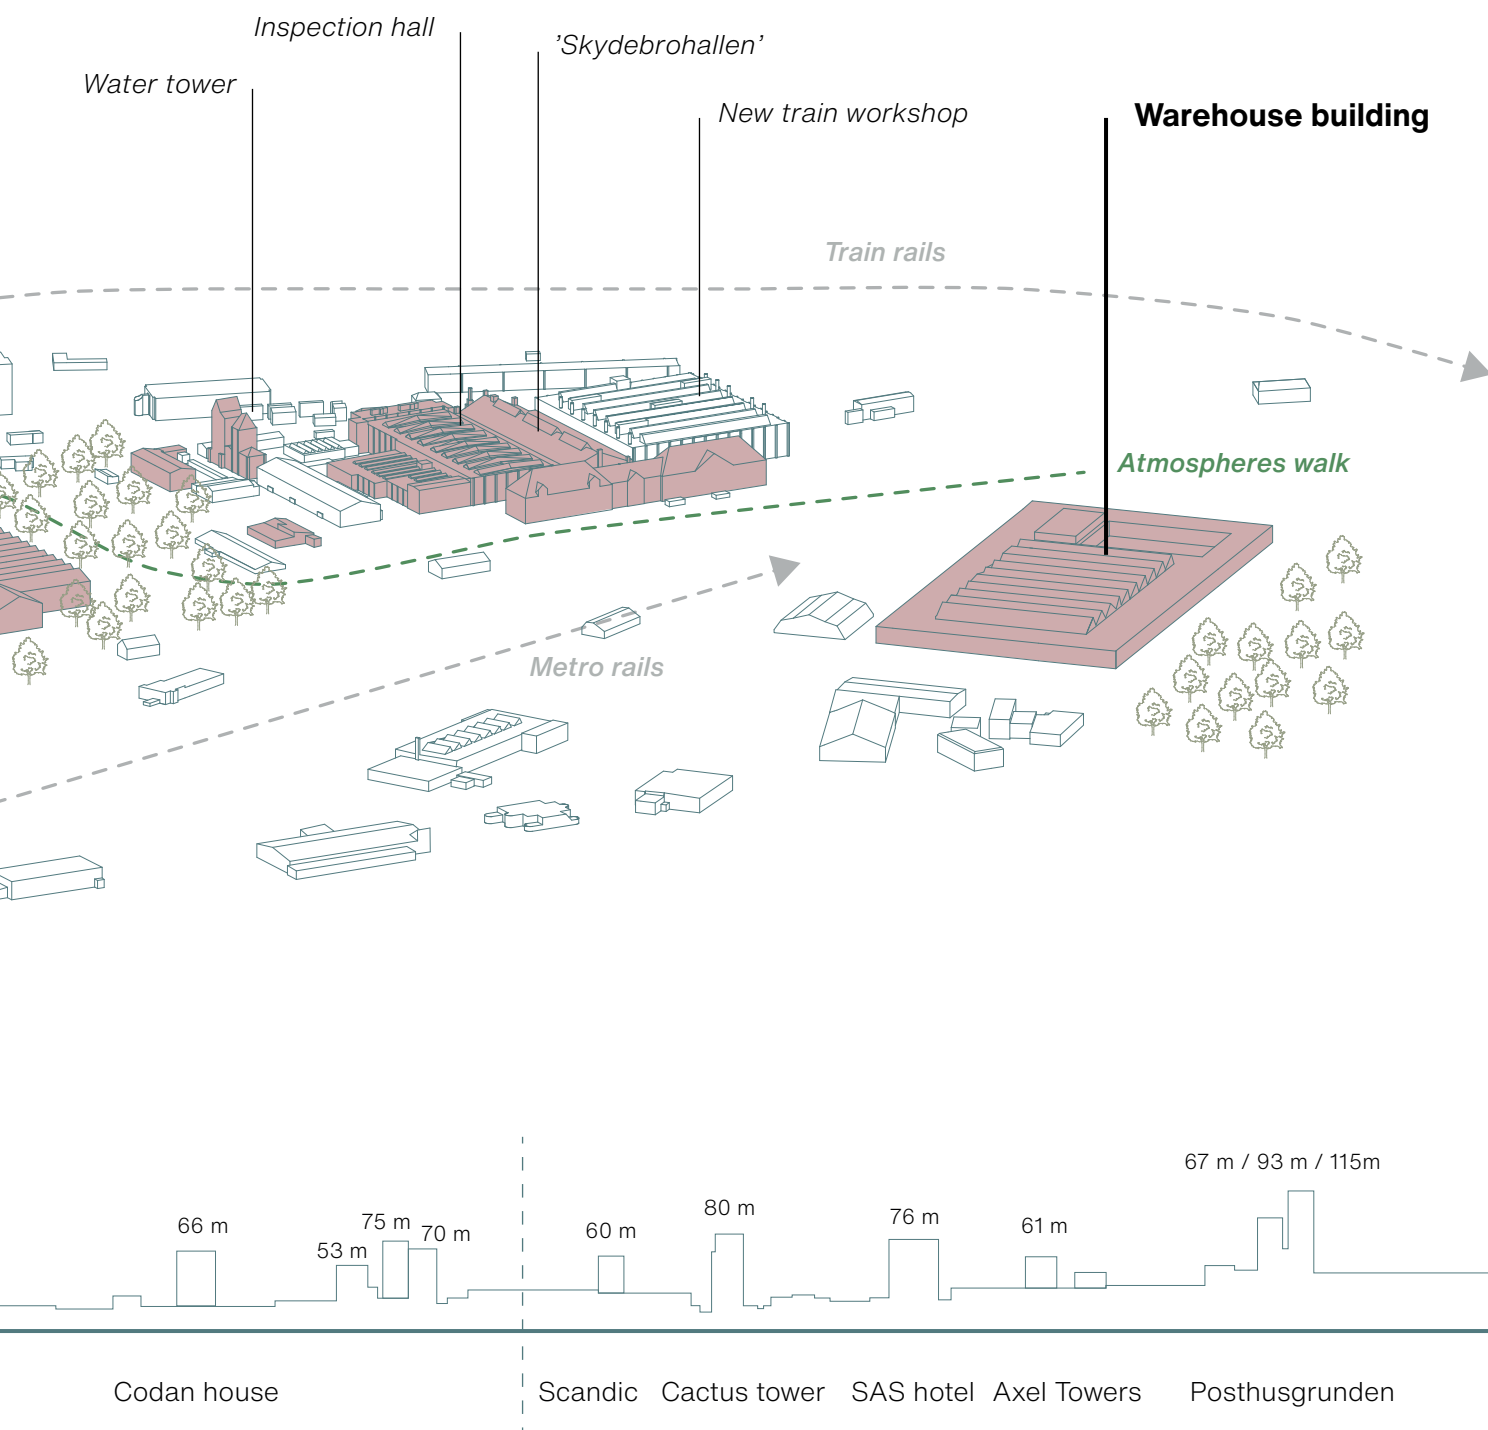 Inspection hall
’Skydebrohallen’
Water tower
New train workshop
Warehouse building
Train rails
Atmospheres walk
Metro rails
67 m / 93 m / 115m
66 m
75 m
70 m
53 m
60 m
80 m
76 m
61 m
Codan house
Scandic
Cactus tower
SAS hotel
Axel Towers
Posthusgrunden